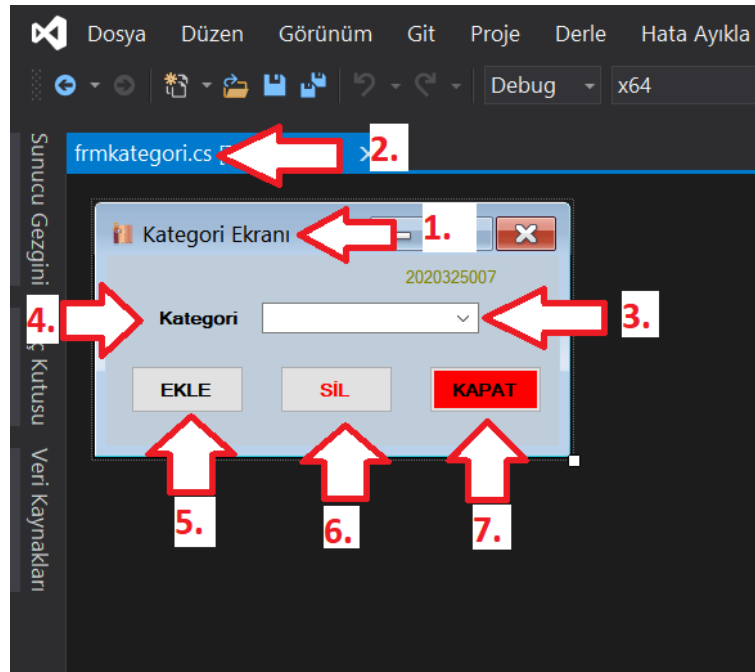 Dosya Düzen Görünüm Git Proje Derle Hata Ayıkla
Debug x64
Sunucu Gezgini
Kutusu
Veri Kaynakları
frmkategori.cs
2.
Kategori Ekranı
1.
2020325007
4.
Kategori
3.
EKLE SİL KAPAT
5. 6. 7.